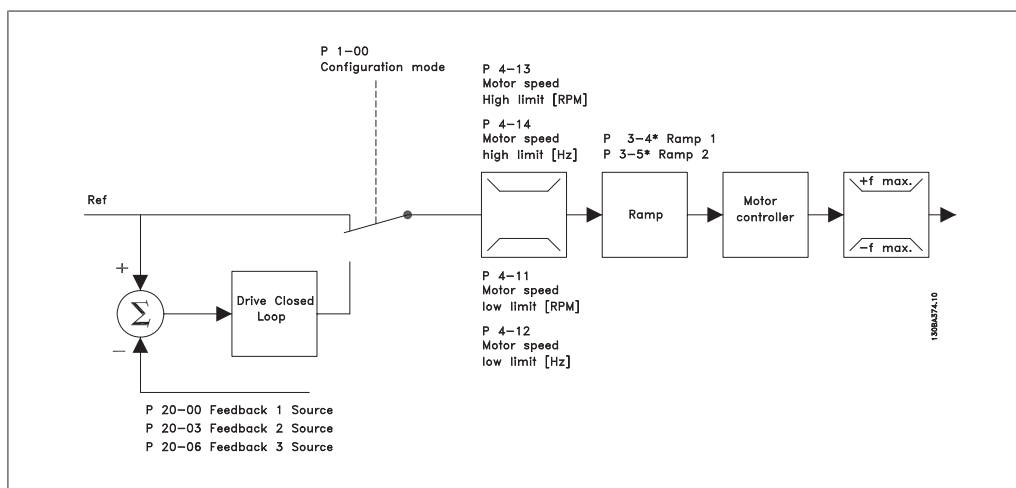 P 1-00
Configuration mode
P 4-13
Motor speed
High limit [RPM]
P 4-14
Motor speed
high limit [Hz]
P 3-4* Ramp 1
P 3-5* Ramp 2
Ref
+
Σ
−
Drive Closed
Loop
Ramp
Motor
controller
+f max.
−f max.
P 4-11
Motor speed
low limit [RPM]
P 4-12
Motor speed
low limit [Hz]
P 20-00 Feedback 1 Source
P 20-03 Feedback 2 Source
P 20-06 Feedback 3 Source
130BA374.10